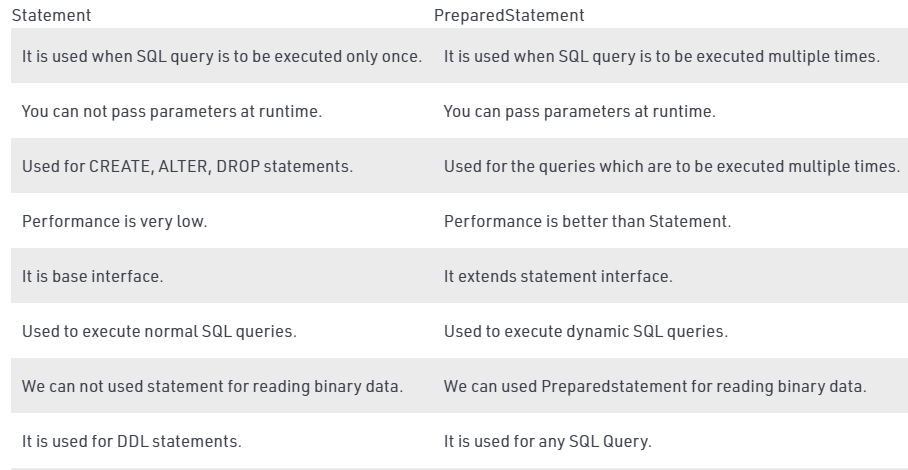 Statement PreparedStatement
It is used when SQL query is to be executed only once. It is used when SQL query is to be executed multiple times.
You can not pass parameters at runtime. You can pass parameters at runtime.
Used for CREATE, ALTER, DROP statements. Used for the queries which are to be executed multiple times.
Performance is very low. Performance is better than Statement.
It is base interface. It extends statement interface.
Used to execute normal SQL queries. Used to execute dynamic SQL queries.
We can not used statement for reading binary data. We can used Preparedstatement for reading binary data.
It is used for DDL statements. It is used for any SQL Query.